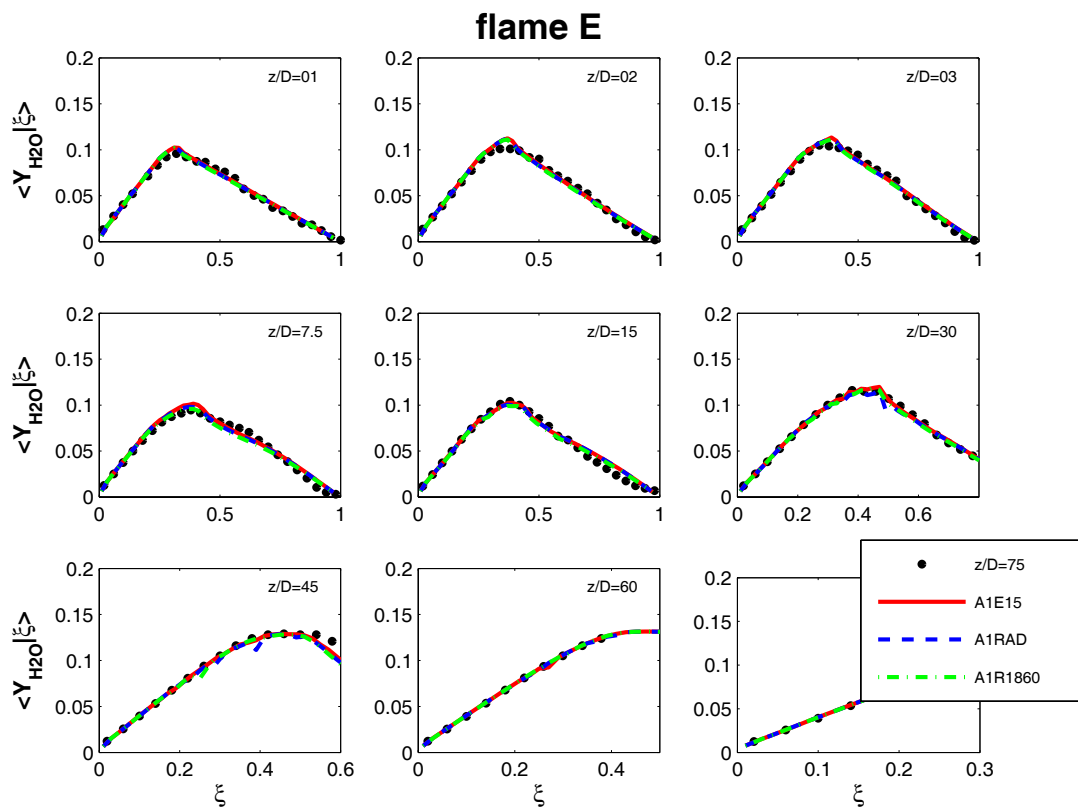 flame E
<Y_H2O|ξ>
0.2
0.15
0.1
0.05
0
0 0.5 1
z/D=01
0.2
0.15
0.1
0.05
0
0 0.5 1
z/D=02
0.2
0.15
0.1
0.05
0
0 0.5 1
z/D=03
<Y_H2O|ξ>
0.2
0.15
0.1
0.05
0
0 0.5 1
z/D=7.5
0.2
0.15
0.1
0.05
0
0 0.5 1
z/D=15
0.2
0.15
0.1
0.05
0
0 0.2 0.4 0.6
z/D=30
<Y_H2O|ξ>
0.2
0.15
0.1
0.05
0
0 0.2 0.4 0.6
ξ
z/D=45
0.2
0.15
0.1
0.05
0
0 0.2 0.4
ξ
z/D=60
0.2
0.15
0.1
0.05
0
0 0.1 0.2 0.3
ξ
z/D=75
A1E15
A1RAD
A1R1860